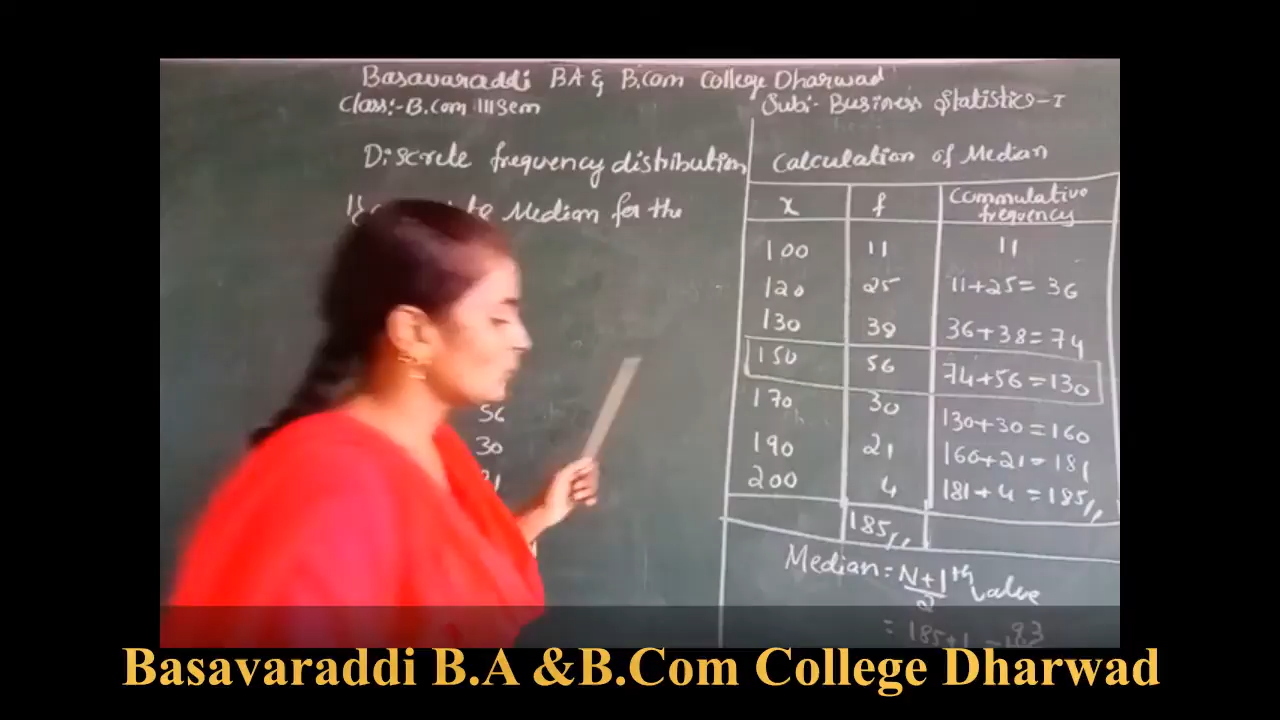 Basavaraddi BA & B.Com College Dharwad
Class:- B.Com III Sem
Sub:- Business Statistics-I
Discrete frequency distribution
Median for the
56
30
Calculation of Median
x f Commulative frequency
100 11 11
120 25 11+25= 36
130 38 36+38=74
150 56 74+56=130
170 30 130+30=160
190 21 160+21=181
200 4 181+4=185//
185//
Median = N+1th value
2
= 185+1
Basavaraddi B.A &B.Com College Dharwad